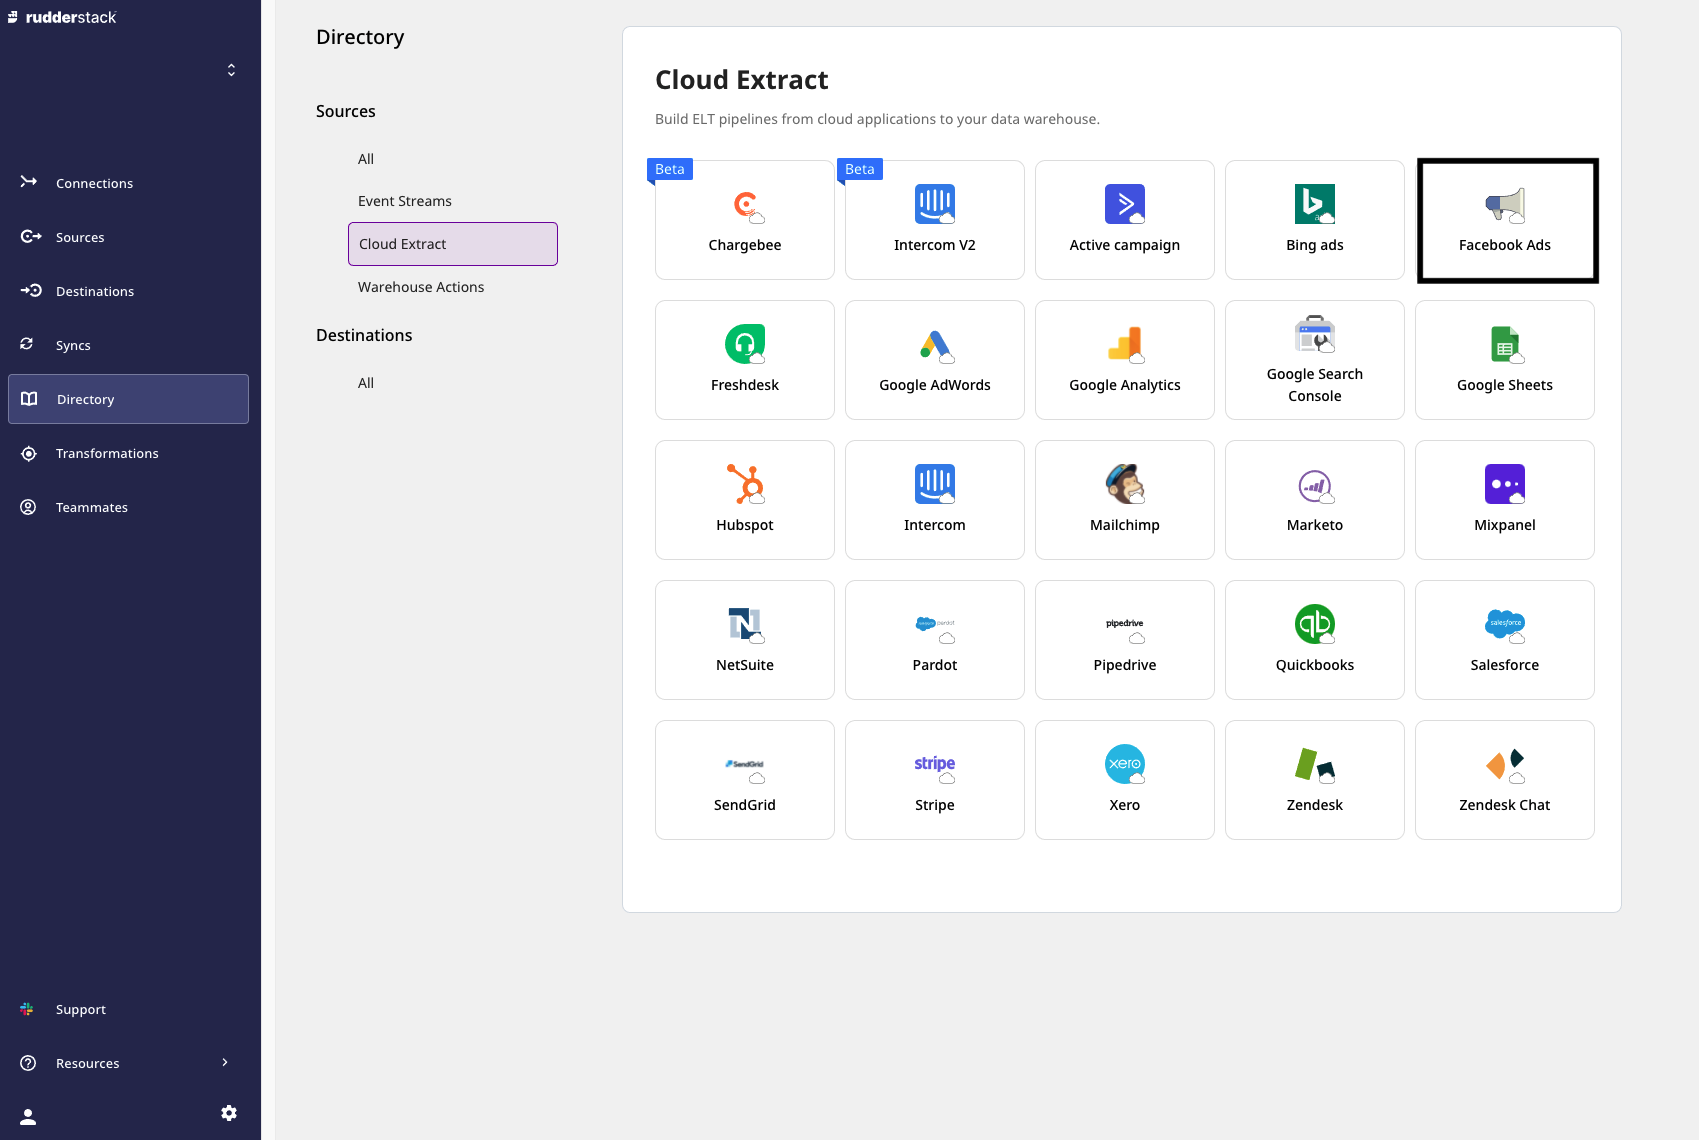 rudderstack
Connections
Sources
Destinations
Syncs
Directory
Transformations
Teammates
Support
Resources
Directory
Sources
All
Event Streams
Cloud Extract
Warehouse Actions
Destinations
All
Cloud Extract
Build ELT pipelines from cloud applications to your data warehouse.
Beta
Chargebee
Beta
Intercom V2
Active campaign
Bing ads
Facebook Ads
Freshdesk
Google AdWords
Google Analytics
Google Search
Console
Google Sheets
Hubspot
Intercom
Mailchimp
Marketo
Mixpanel
NetSuite
pardot
Pardot
pipedrive
Pipedrive
qb
Quickbooks
salesforce
Salesforce
SendGrid
SendGrid
stripe
Stripe
xero
Xero
Zendesk
Zendesk Chat